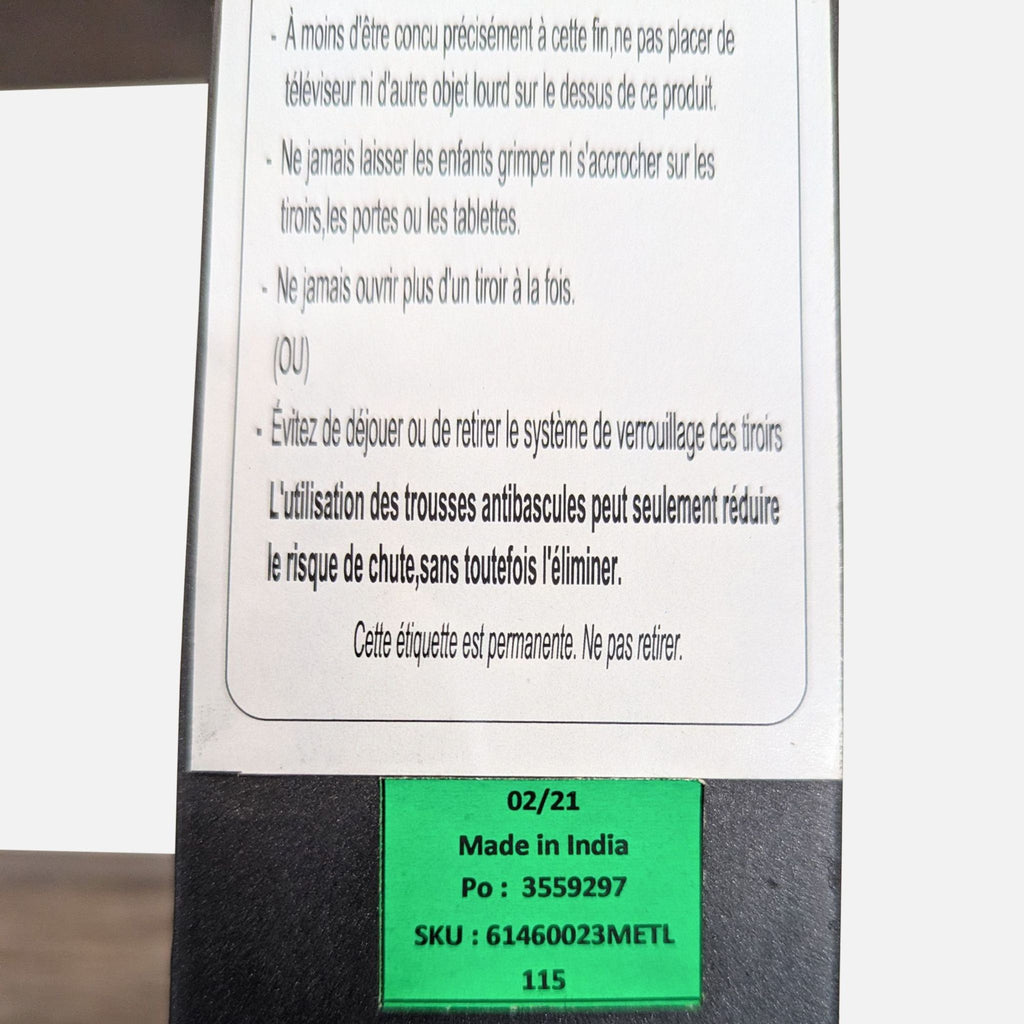 - À moins d'être concu précisément à cette fin,ne pas placer de
téléviseur ni d'autre objet lourd sur le dessus de ce produit.
- Ne jamais laisser les enfants grimper ni s'accrocher sur les
tiroirs,les portes ou les tablettes.
- Ne jamais ouvrir plus d'un tiroir à la fois.
(OU)
- Évitez de déjouer ou de retirer le système de verrouillage des tiroirs
L'utilisation des trousses antibascules peut seulement réduire
le risque de chute,sans toutefois l'éliminer.
Cette étiquette est permanente. Ne pas retirer.
02/21
Made in India
Po : 3559297
SKU : 61460023METL
115